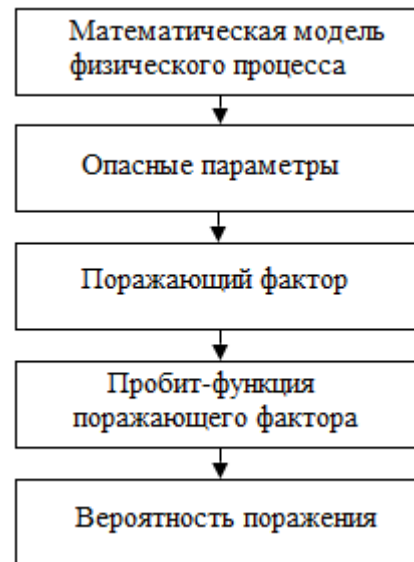 Математическая модель
физического процесса
Опасные параметры
Поражающий фактор
Пробит-функция
поражающего фактора
Вероятность поражения